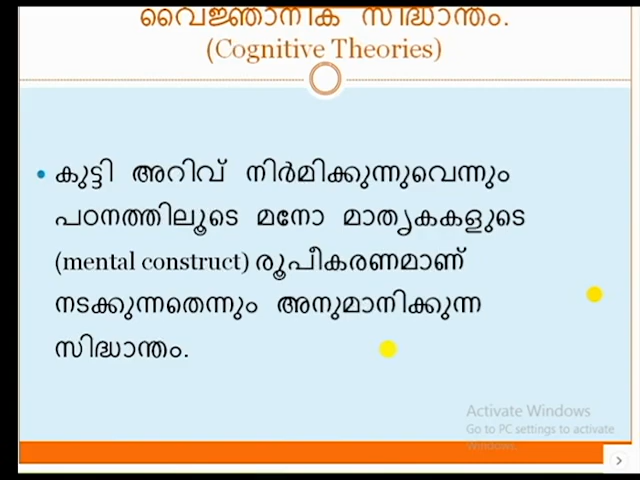 വൈജ്ഞാനിക സിദ്ധാന്തം.
(Cognitive Theories)
കുട്ടി അറിവ് നിർമിക്കുന്നുവെന്നും
പഠനത്തിലൂടെ മനോ മാതൃകകളുടെ
(mental construct) രൂപീകരണമാണ്
നടക്കുന്നതെന്നും അനുമാനിക്കുന്ന
സിദ്ധാന്തം.
Activate Windows
Go to PC settings to activate
Windows.